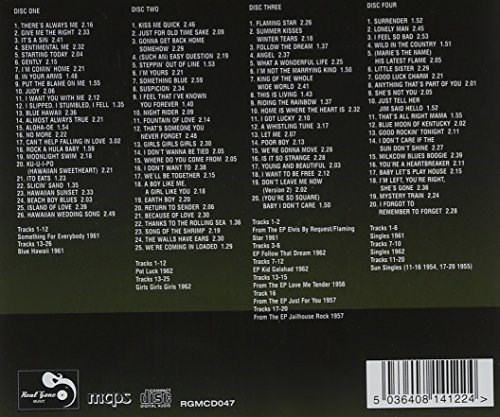 DISC ONE
1. THERE'S ALWAYS ME 2.16
2. GIVE ME THE RIGHT 2.33
3. IT'S A SIN 2.41
4. SENTIMENTAL ME 2.32
5. STARTING TODAY 2.04
6. GENTLY 2.15
7. I'M COMIN' HOME 2.21
8. IN YOUR ARMS 1.48
9. PUT THE BLAME ON ME 1.55
10. JUDY 2.06
11. I WANT YOU WITH ME 2.12
12. I SLIPPED, I STUMBLED, I FELL 1.35
13. BLUE HAWAII 2.36
14. ALMOST ALWAYS TRUE 2.21
15. ALOHA-OE 1.54
16. NO MORE 2.22
17. CAN'T HELP FALLING IN LOVE 3.02
18. ROCK A HULA BABY 1.59
19. MOONLIGHT SWIM 2.18
20. KU-U-I-PO
(HAWAIIAN SWEETHEART) 2.21
21. ITO EATS 1.23
22. SLICIN' SAND 1.36
23. HAWAIIAN SUNSET 2.33
24. BEACH BOY BLUES 2.03
25. ISLAND OF LOVE 2.41
26. HAWAIIAN WEDDING SONG 2.49
Tracks 1-12
Something For Everybody 1961
Tracks 13-26
Blue Hawaii 1961
DISC TWO
1. KISS ME QUICK 2.46
2. JUST FOR OLD TIME SAKE 2.09
3. GONNA GET BACK HOME
SOMEHOW 2.29
4. (SUCH AN) EASY QUESTION 2.19
5. STEPPIN' OUT OF LINE 1.53
6. I'M YOURS 2.21
7. SOMETHING BLUE 2.59
8. SUSPICION 2.34
9. I FEEL THAT I'VE KNOWN
YOU FOREVER 1.40
10. NIGHT RIDER 2.09
11. FOUNTAIN OF LOVE 2.14
12. THAT'S SOMEONE YOU
NEVER FORGET 2.48
13. GIRLS GIRLS GIRLS 2.33
14. I DON'T WANNA BE TIED 2.00
15. WHERE DO YOU COME FROM 2.05
16. I DON'T WANT TO 2.38
17. WE'LL BE TOGETHER 2.15
18. A BOY LIKE ME,
A GIRL LIKE YOU 2.18
19. EARTH BOY 2.20
20. RETURN TO SENDER 2.06
21. BECAUSE OF LOVE 2.30
22. THANKS TO THE ROLLING SEA 1.36
23. SONG OF THE SHRIMP 2.19
24. THE WALLS HAVE EARS 2.30
25. WE'RE COMING IN LOADED 1.29
Tracks 1-12
Pot Luck 1962
Tracks 13-25
Girls Girls Girls 1962
DISC THREE
1. FLAMING STAR 2.26
2. SUMMER KISSES
WINTER TEARS 2.18
3. FOLLOW THE DREAM 1.39
4. ANGEL 2.37
5. WHAT A WONDERFUL LIFE 2.25
6. I'M NOT THE MARRYING KIND 1.50
7. KING OF THE WHOLE
WIDE WORLD 2.41
8. THIS IS LIVING 1.43
9. RIDING THE RAINBOW 1.37
10. HOME IS WHERE THE HEART IS 2.32
11. I GOT LUCKY 2.10
12. A WHISTLING TUNE 3.17
13. LET ME 2.07
14. POOR BOY 2.13
15. WE'RE GONNA MOVE 2.29
16. IS IT SO STRANGE 2.28
17. YOUNG AND BEAUTIFUL 2.03
18. I WANT TO BE FREE 2.12
19. DON'T LEAVE ME NOW
(Version 2) 2.02
20. (YOU'RE SO SQUARE)
BABY I DON'T CARE 1.50
Tracks 1-2
From The EP Elvis By Request/Flaming
Star 1961
Tracks 3-6
EP Follow That Dream 1962
Tracks 7-12
EP Kid Galahad 1962
Tracks 13-15
From The EP Love Me Tender 1956
Track 16
From The EP Just For You 1957
Tracks 17-20
From The EP Jailhouse Rock 1957
DISC FOUR
1. SURRENDER 1.52
2. LONELY MAN 2.45
3. I FEEL SO BAD 2.53
4. WILD IN THE COUNTRY 1.51
5. (MARIE'S THE NAME)
HIS LATEST FLAME 2.05
6. LITTLE SISTER 2.29
7. GOOD LUCK CHARM 2.21
8. ANYTHING THAT'S PART OF YOU 2.01
9. SHE'S NOT YOU 2.05
10. JUST TELL HER
JIM SAID HELLO 1.52
11. THAT'S ALL RIGHT MAMA 1.55
12. BLUE MOON OF KENTUCKY 2.02
13. GOOD ROCKIN' TONIGHT 2.11
14. I DON'T CARE IF THE
SUN DON'T SHINE 2.27
15. MILKCOW BLUES BOOGIE 2.39
16. YOU'RE A HEARTBREAKER 2.11
17. BABY LET'S PLAY HOUSE 2.15
18. I'M LEFT, YOU'RE RIGHT,
SHE'S GONE 2.36
19. MYSTERY TRAIN 2.24
20. I FORGOT TO
REMEMBER TO FORGET 2.28
Tracks 1-6
Singles 1961
Tracks 7-10
Singles 1962
Tracks 11-20
Sun Singles (11-16 1954, 17-20 1955)
Real Gone
MUSIC
mcps
COMPACT
disc
DIGITAL AUDIO
RGMCD047
5 036408 141224 >